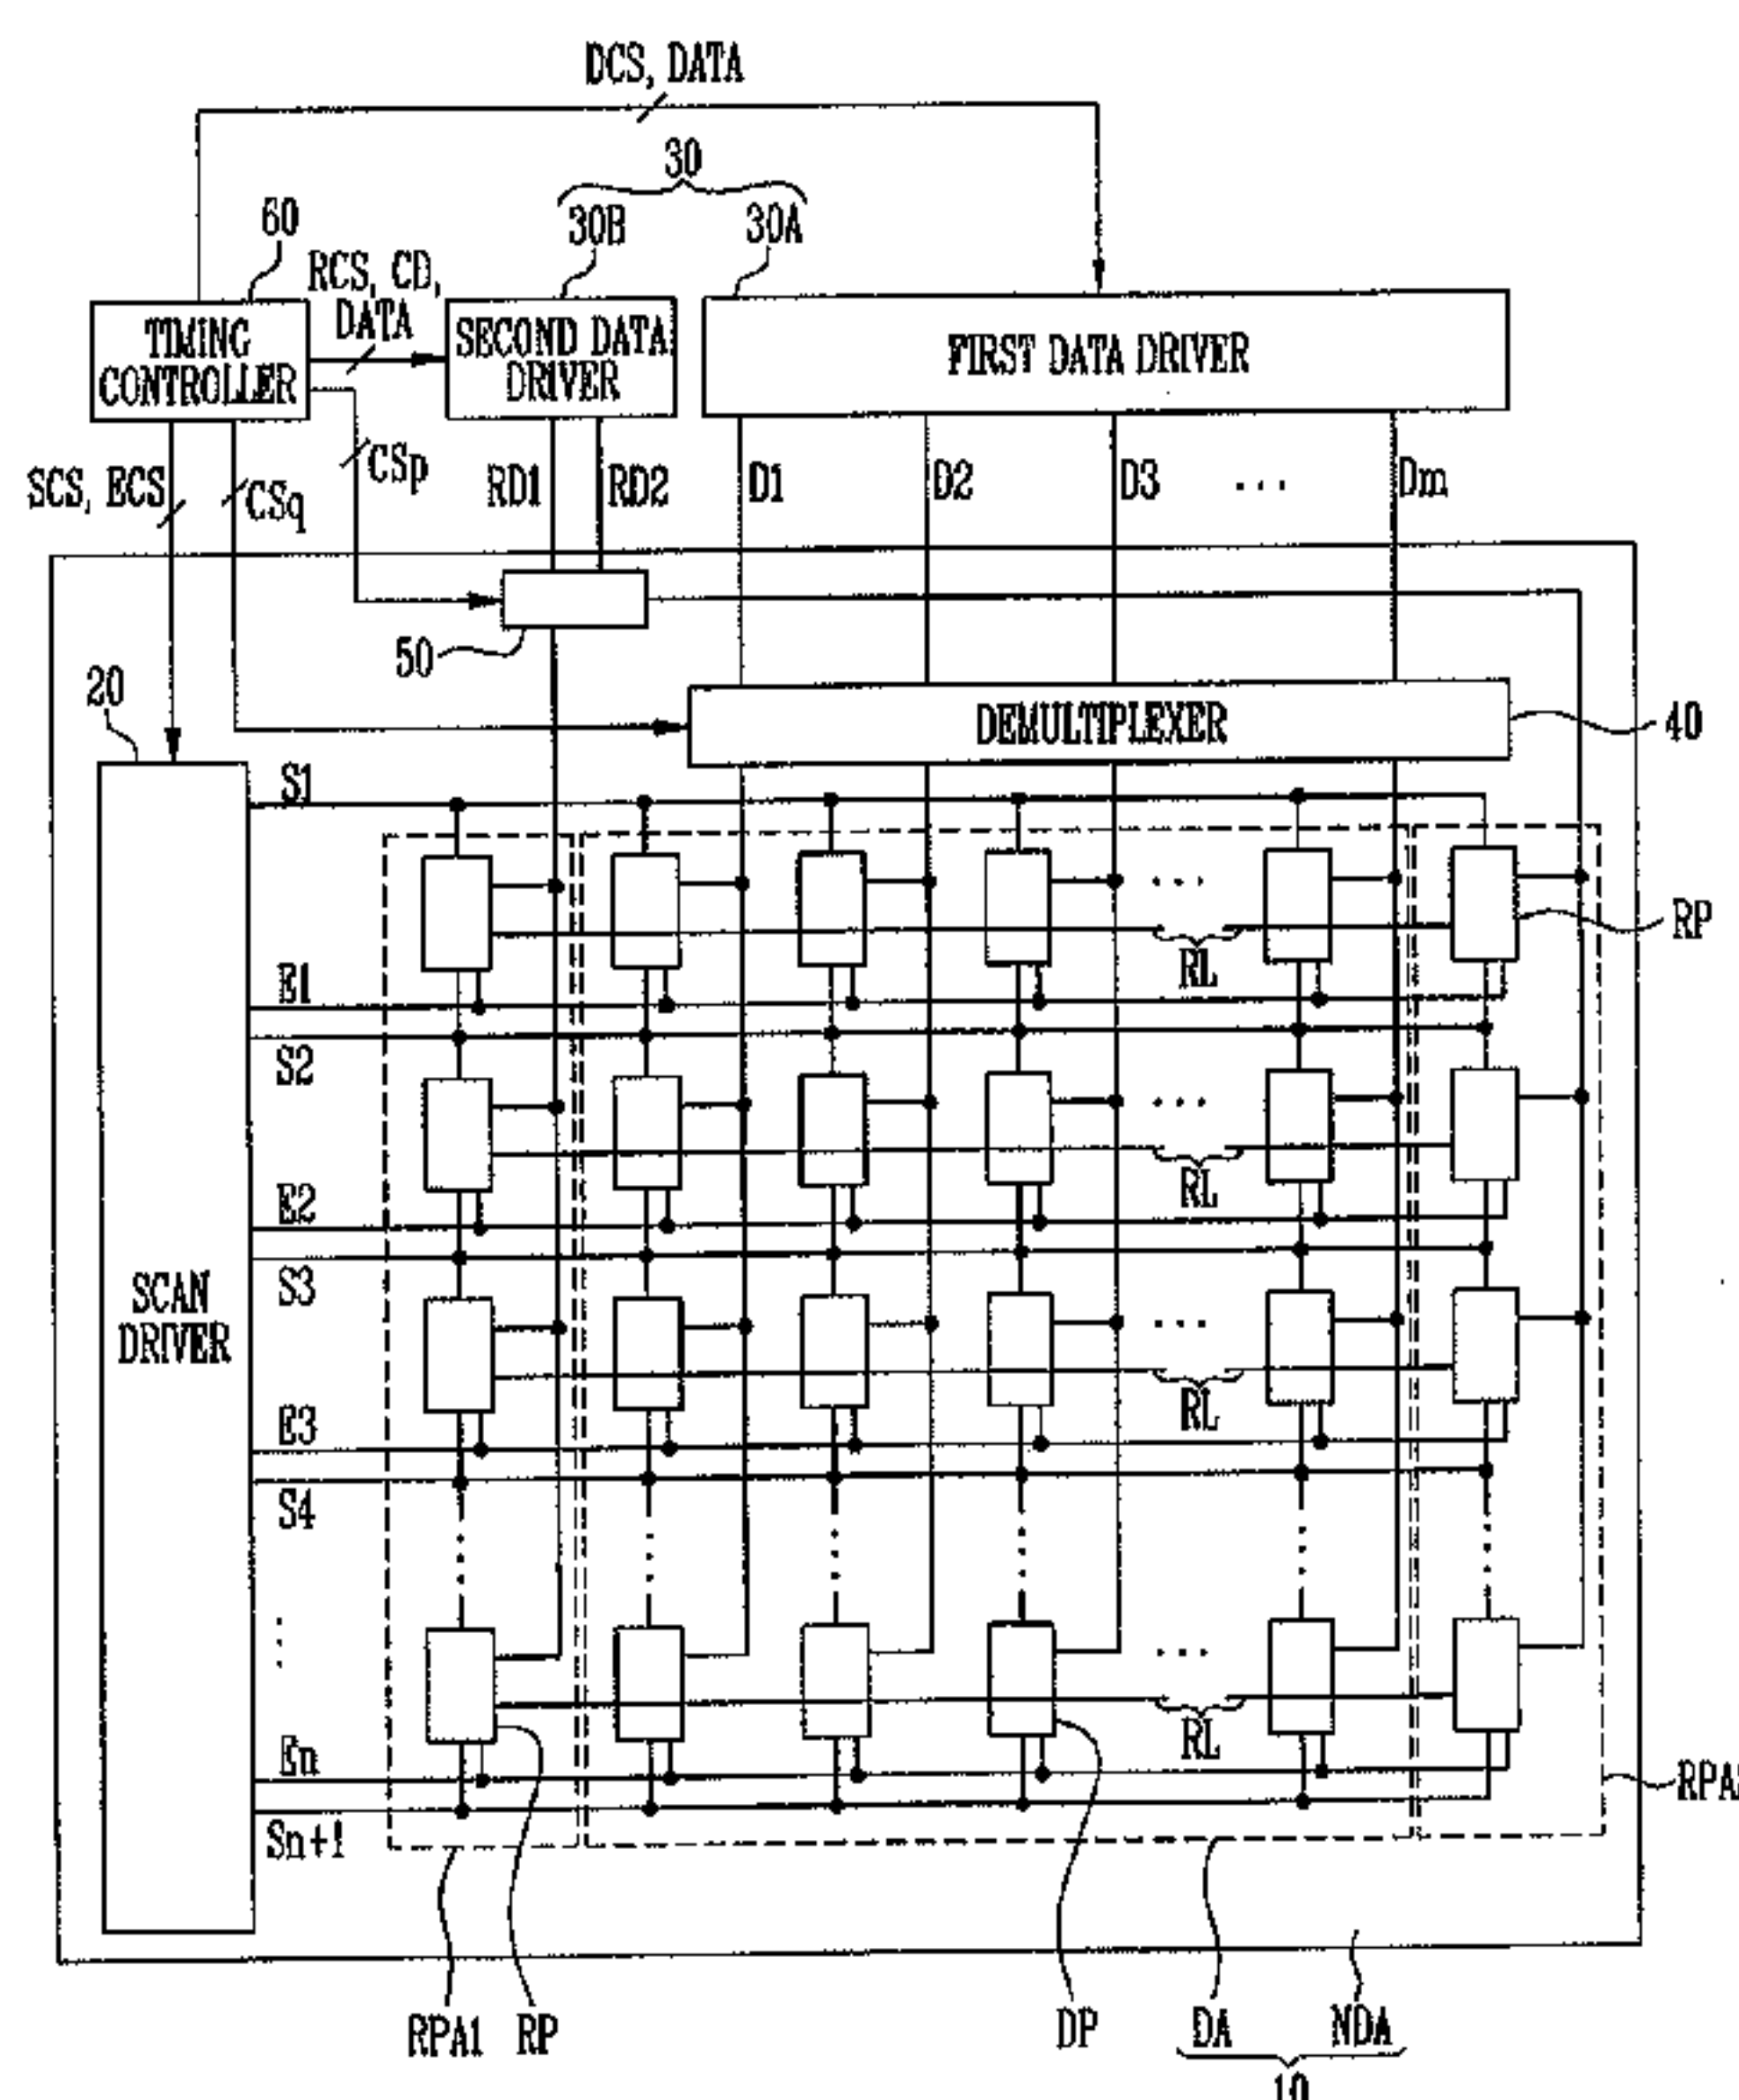 DCS, DATA
30
30B
30A
60
RCS, CD,
DATA
TIMING
CONTROLLER
SECOND DATA
DRIVER
FIRST DATA DRIVER
SCS, ECS
CSq
CSp
RD1
RD2
D1
D2
D3
...
Dm
50
20
DEMULTIPLEXER
40
S1
RP
RL
E1
S2
RL
E2
S3
SCAN
DRIVER
RL
E3
S4
RL
En
Sn+1
RPA1
RP
DP
DA
NDA
10